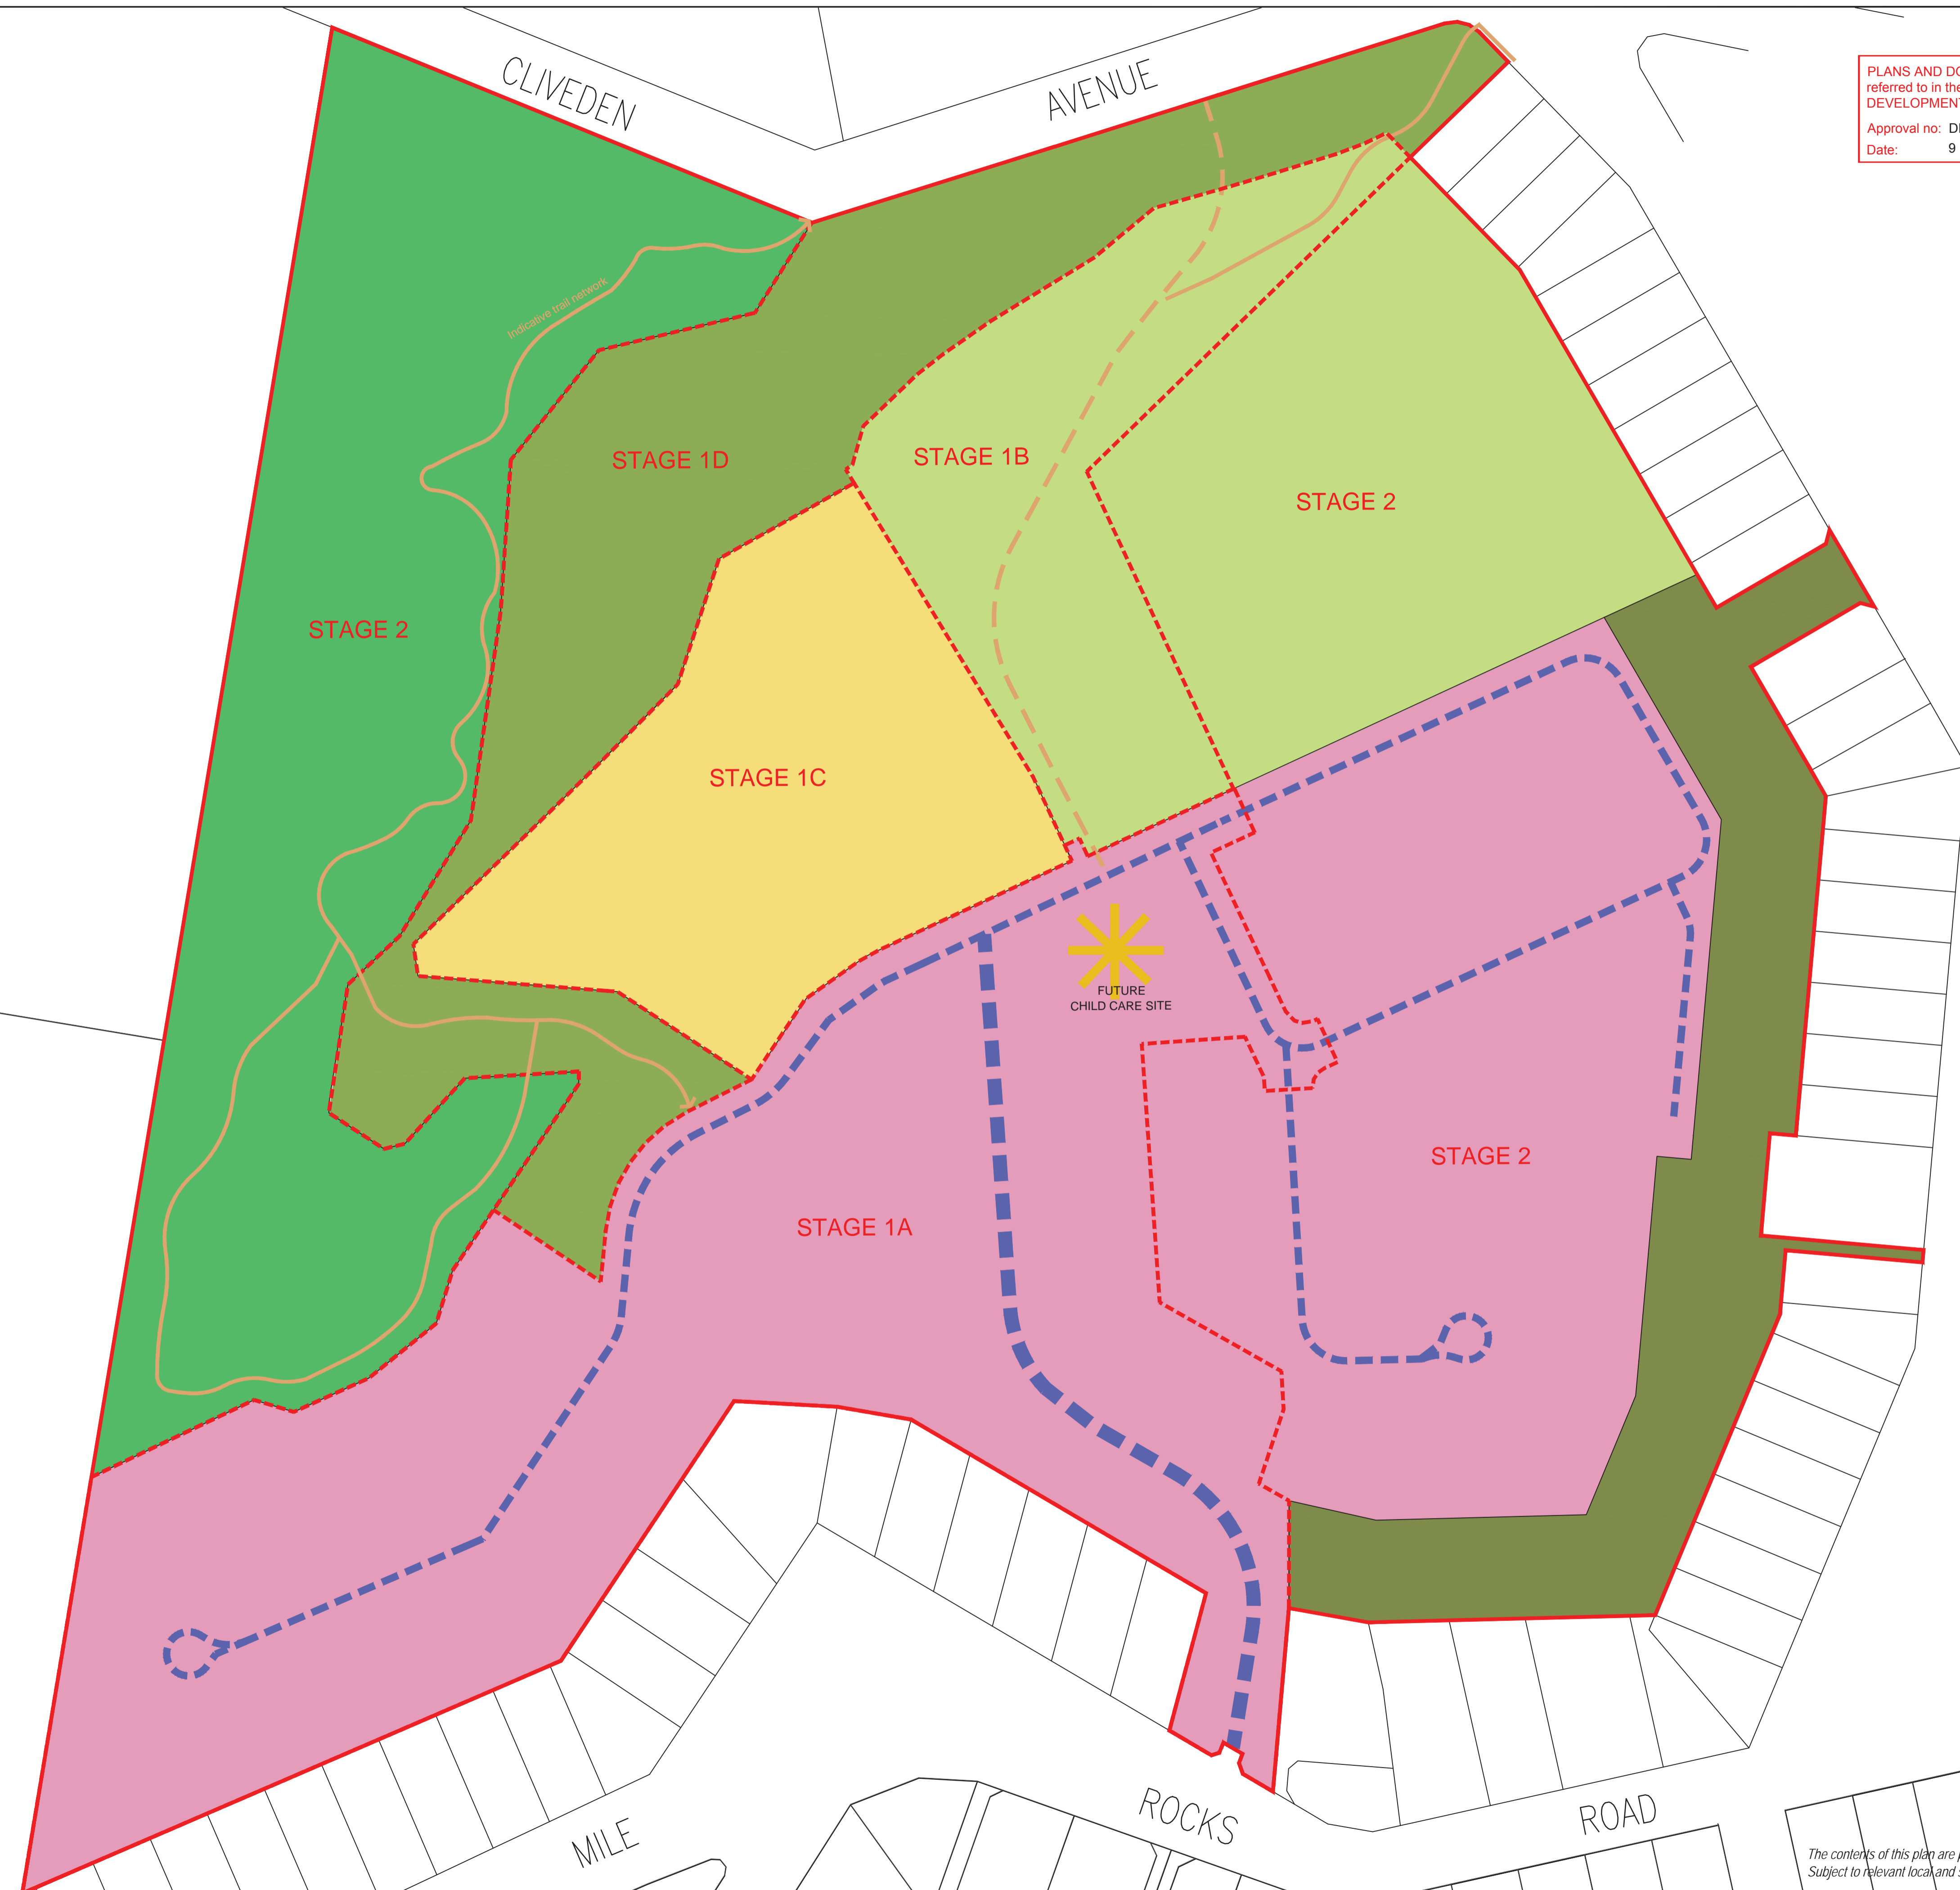 CLIVEDEN
AVENUE
PLANS AND
referred to in the
DEVELOPMENT
Approval no:
Date: 9
Indicative trail network
STAGE 1D
STAGE 1B
STAGE 2
STAGE 2
STAGE 1C
FUTURE
CHILD CARE SITE
STAGE 2
STAGE 1A
MILE
ROCKS
ROAD
The contents of this plan are
Subject to relevant local and